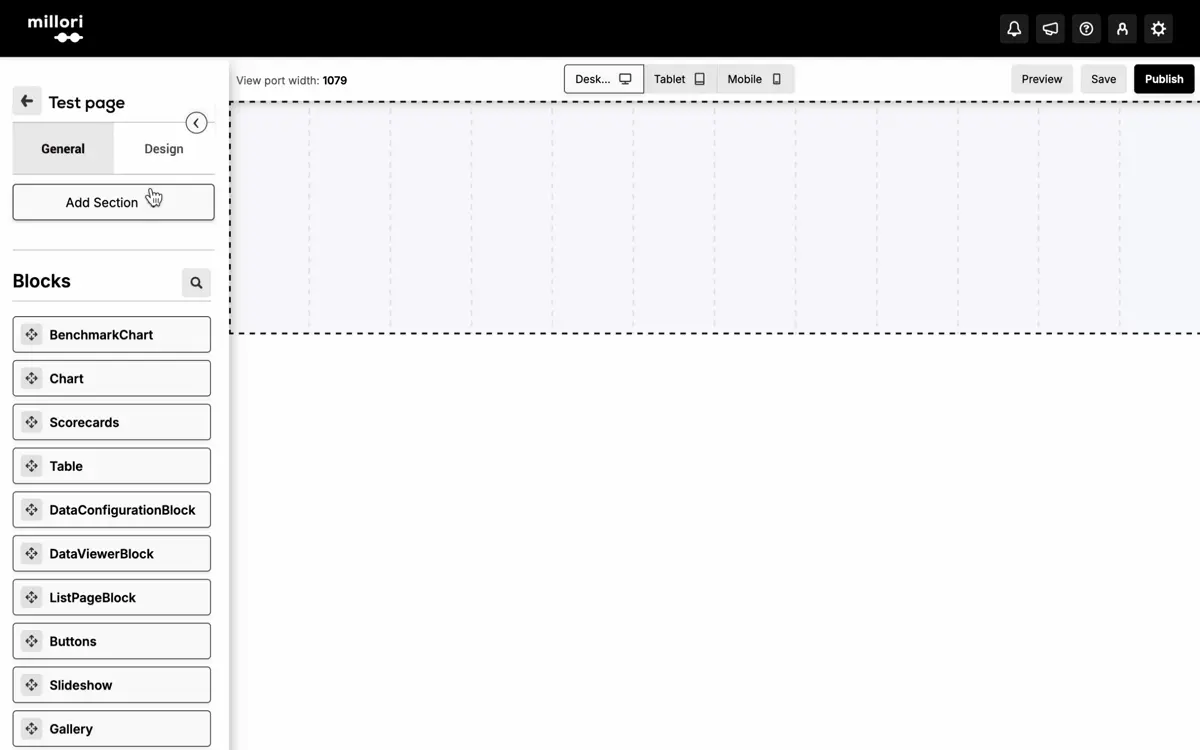 millori
Test page
General
Design
Add Section
Blocks
BenchmarkChart
Chart
Scorecards
Table
DataConfigurationBlock
DataViewerBlock
ListPageBlock
Buttons
Slideshow
Gallery
View port width: 1079
Desk...
Tablet
Mobile
Preview
Save
Publish